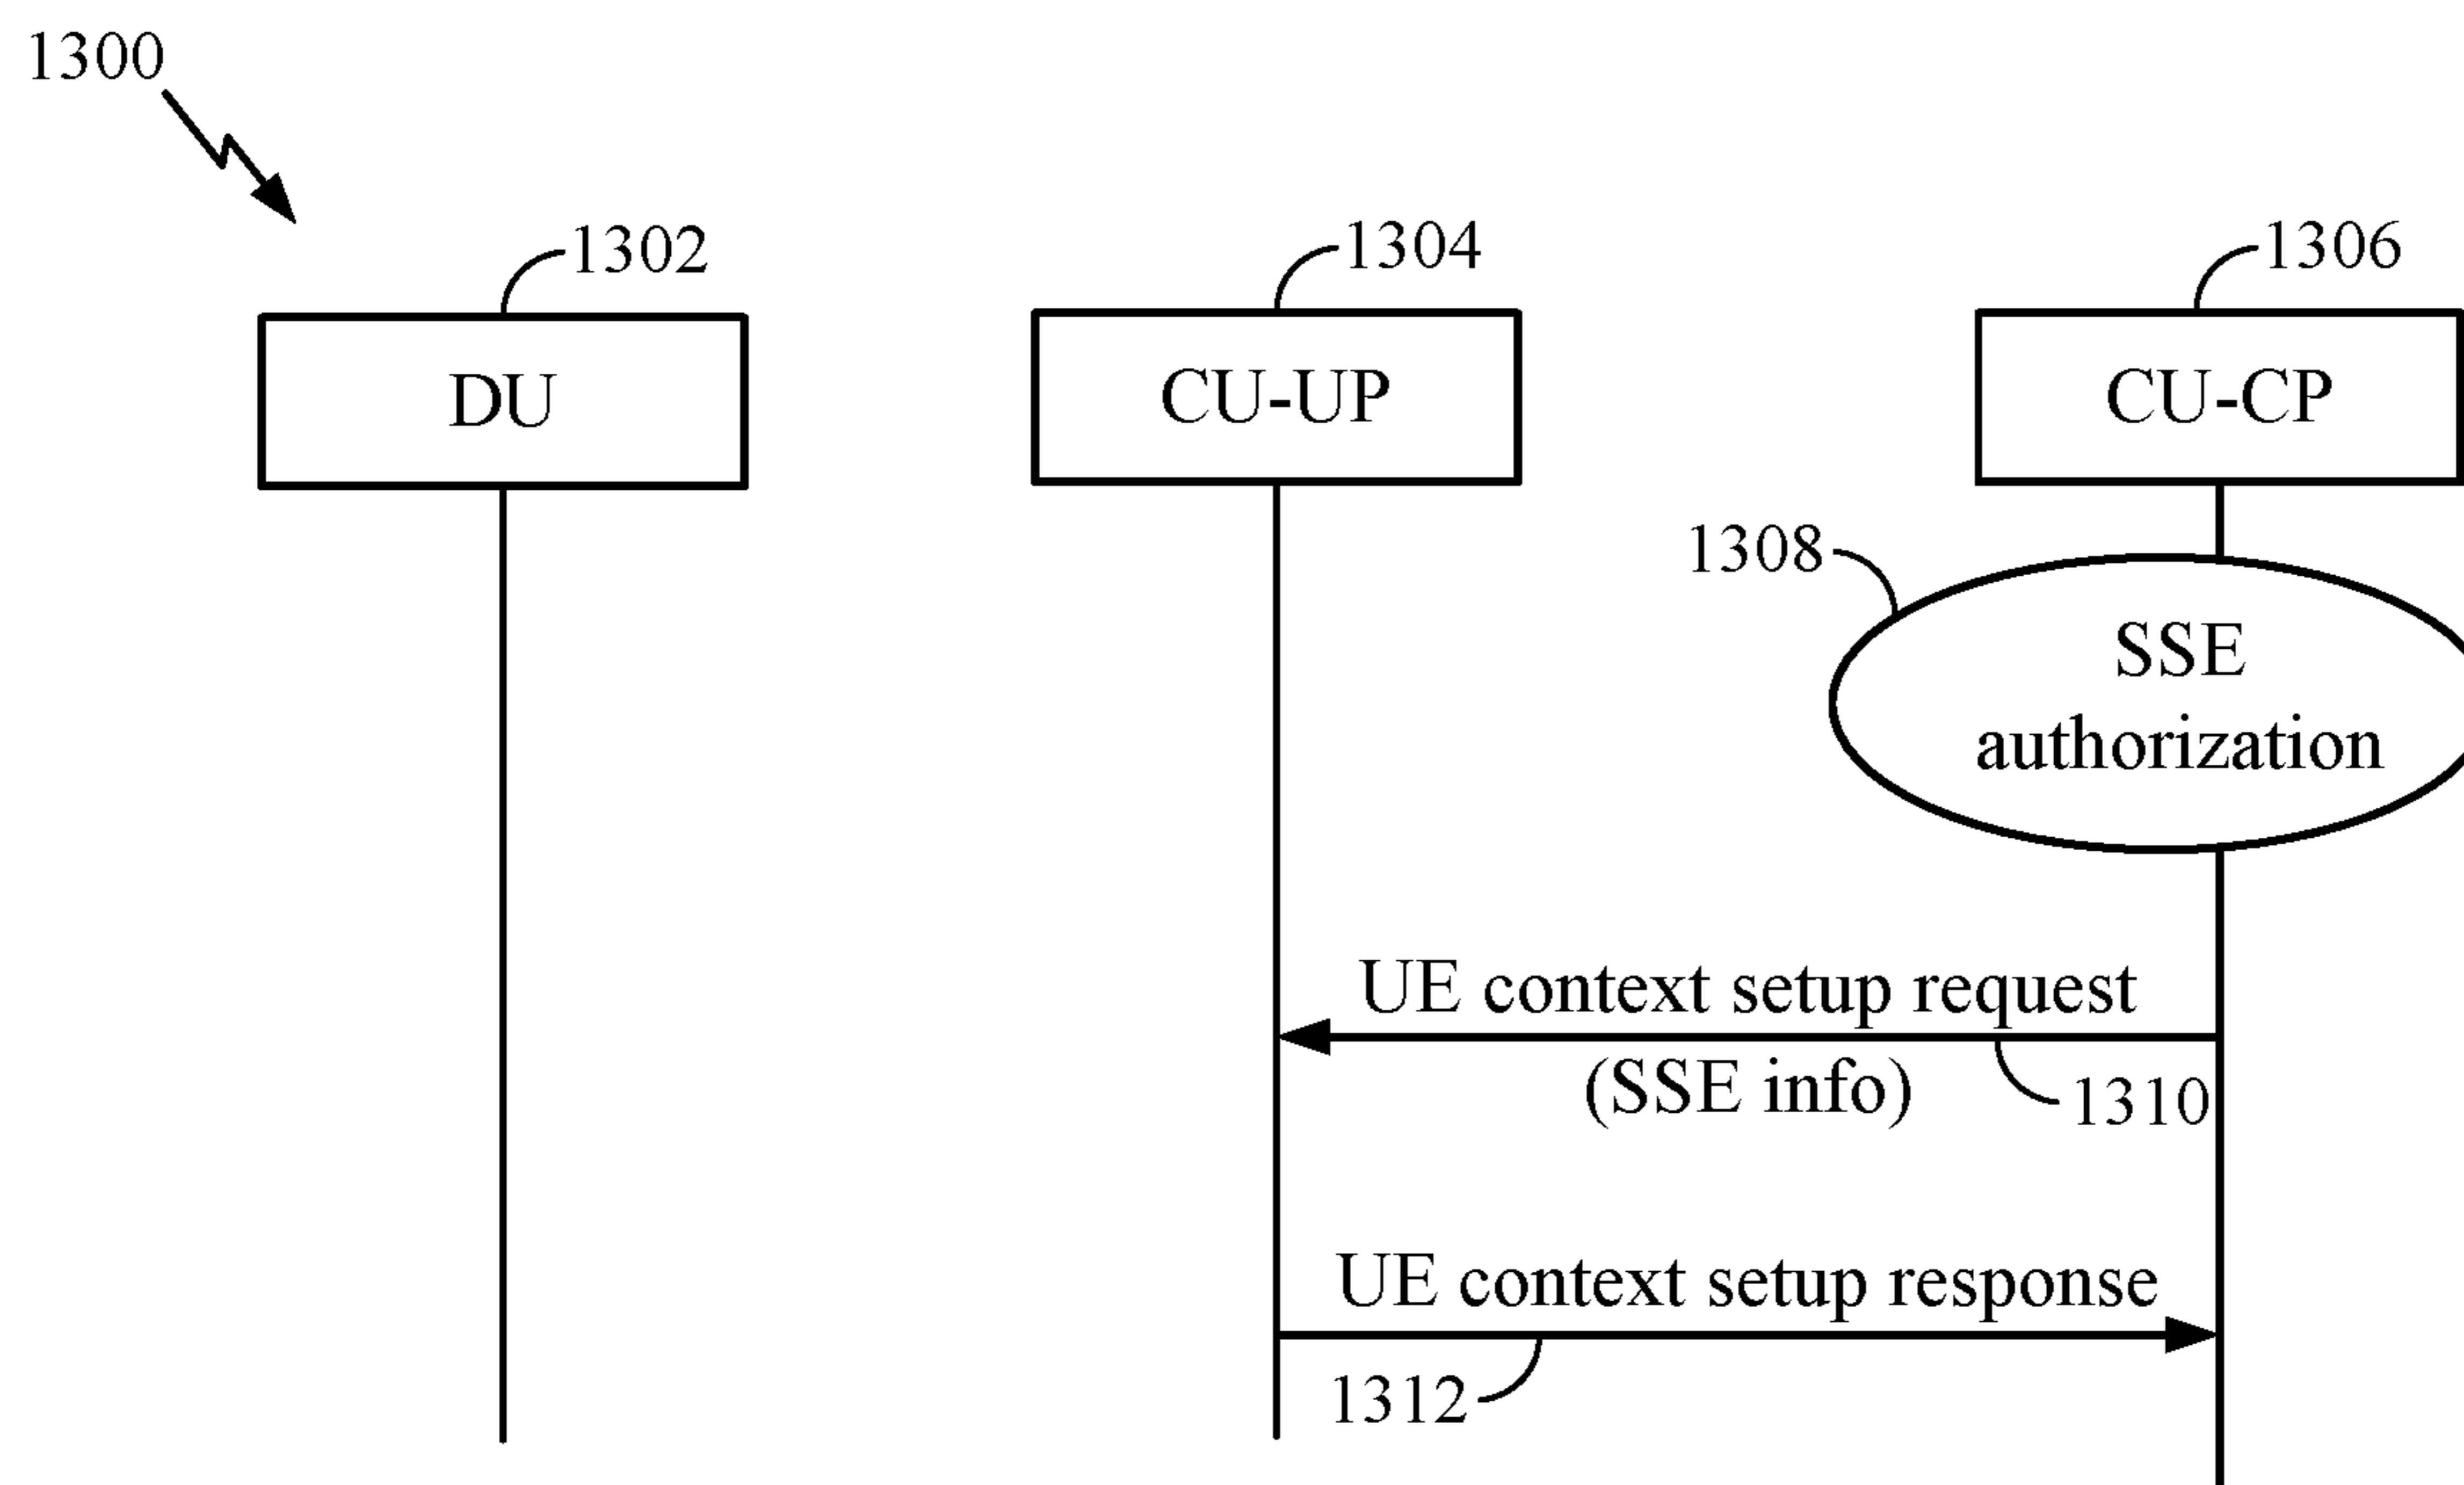 1300
1302
1304
1306
DU
CU-UP
CU-CP
1308
SSE
authorization
UE context setup request
(SSE info)
1310
UE context setup response
1312